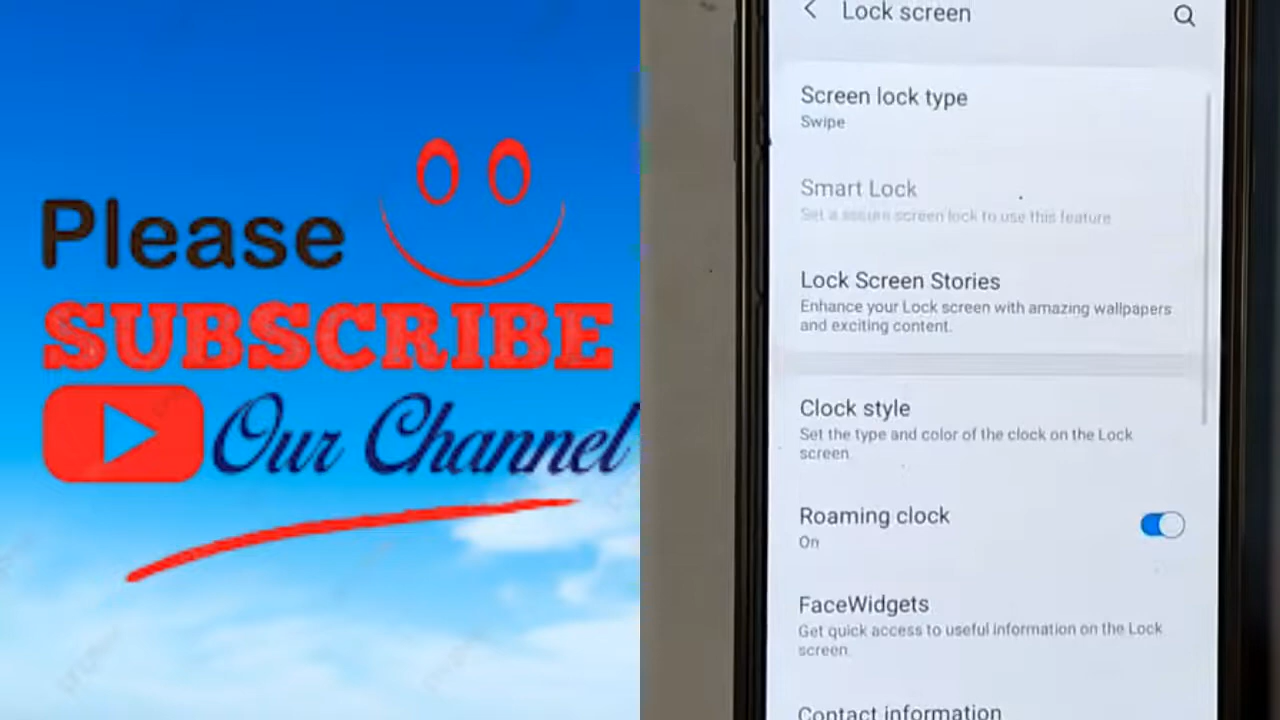 Please
SUBSCRIBE
Our Channel
Lock screen
Screen lock type
Swipe
Smart Lock
Set a secure screen lock to use this feature
Lock Screen Stories
Enhance your Lock screen with amazing wallpapers
and exciting content.
Clock style
Set the type and color of the clock on the Lock
screen.
Roaming clock
On
FaceWidgets
Get quick access to useful information on the Lock
screen.
Contact information